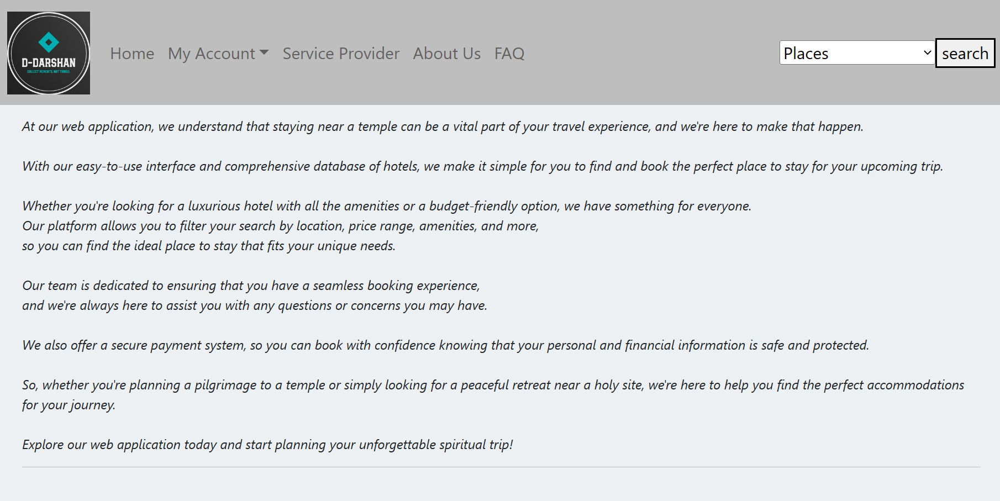 D-DARSHAN
COLLECT MOMENTS, NOT THINGS.
Home My Account Service Provider About Us FAQ
Places search
At our web application, we understand that staying near a temple can be a vital part of your travel experience, and we're here to make that happen.
With our easy-to-use interface and comprehensive database of hotels, we make it simple for you to find and book the perfect place to stay for your upcoming trip.
Whether you're looking for a luxurious hotel with all the amenities or a budget-friendly option, we have something for everyone.
Our platform allows you to filter your search by location, price range, amenities, and more,
so you can find the ideal place to stay that fits your unique needs.
Our team is dedicated to ensuring that you have a seamless booking experience,
and we're always here to assist you with any questions or concerns you may have.
We also offer a secure payment system, so you can book with confidence knowing that your personal and financial information is safe and protected.
So, whether you're planning a pilgrimage to a temple or simply looking for a peaceful retreat near a holy site, we're here to help you find the perfect accommodations
for your journey.
Explore our web application today and start planning your unforgettable spiritual trip!